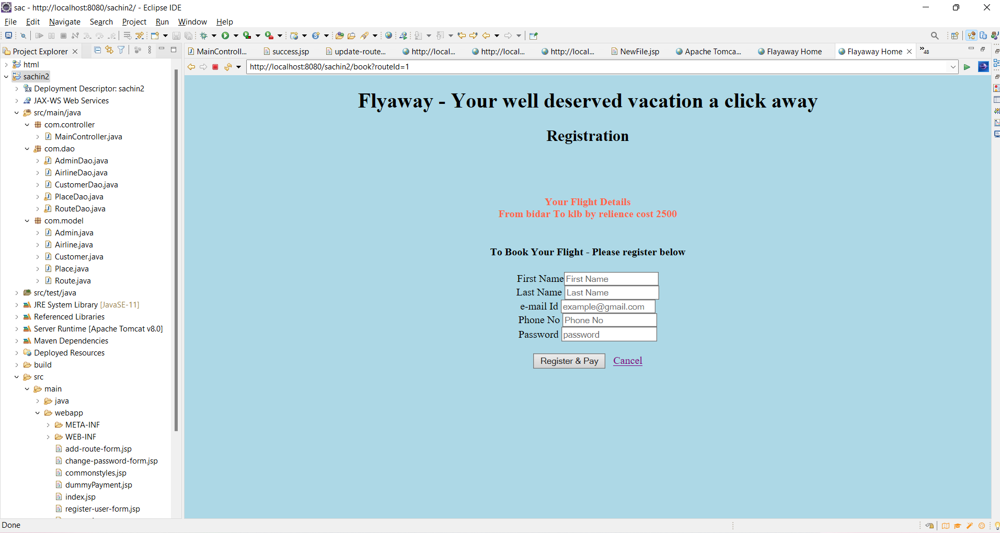 sac - http://localhost:8080/sachin2/ - Eclipse IDE
File Edit Navigate Search Project Run Window Help
Project Explorer
MainControll... success.jsp update-route... http://local... http://local... http://local... NewFile.jsp Apache Tomca... Flayaway Home Flayaway Home »48
http://localhost:8080/sachin2/book?routeId=1
html
sachin2
Deployment Descriptor: sachin2
JAX-WS Web Services
src/main/java
com.controller
MainController.java
com.dao
AdminDao.java
AirlineDao.java
CustomerDao.java
PlaceDao.java
RouteDao.java
com.model
Admin.java
Airline.java
Customer.java
Place.java
Route.java
src/test/java
JRE System Library [JavaSE-11]
Referenced Libraries
Server Runtime [Apache Tomcat v8.0]
Maven Dependencies
Deployed Resources
build
src
main
java
webapp
META-INF
WEB-INF
add-route-form.jsp
change-password-form.jsp
commonstyles.jsp
dummyPayment.jsp
index.jsp
register-user-form.jsp
Flyaway - Your well deserved vacation a click away
Registration
Your Flight Details
From bidar To klb by relience cost 2500
To Book Your Flight - Please register below
First Name First Name
Last Name Last Name
e-mail Id example@gmail.com
Phone No Phone No
Password password
Register & Pay Cancel
Done